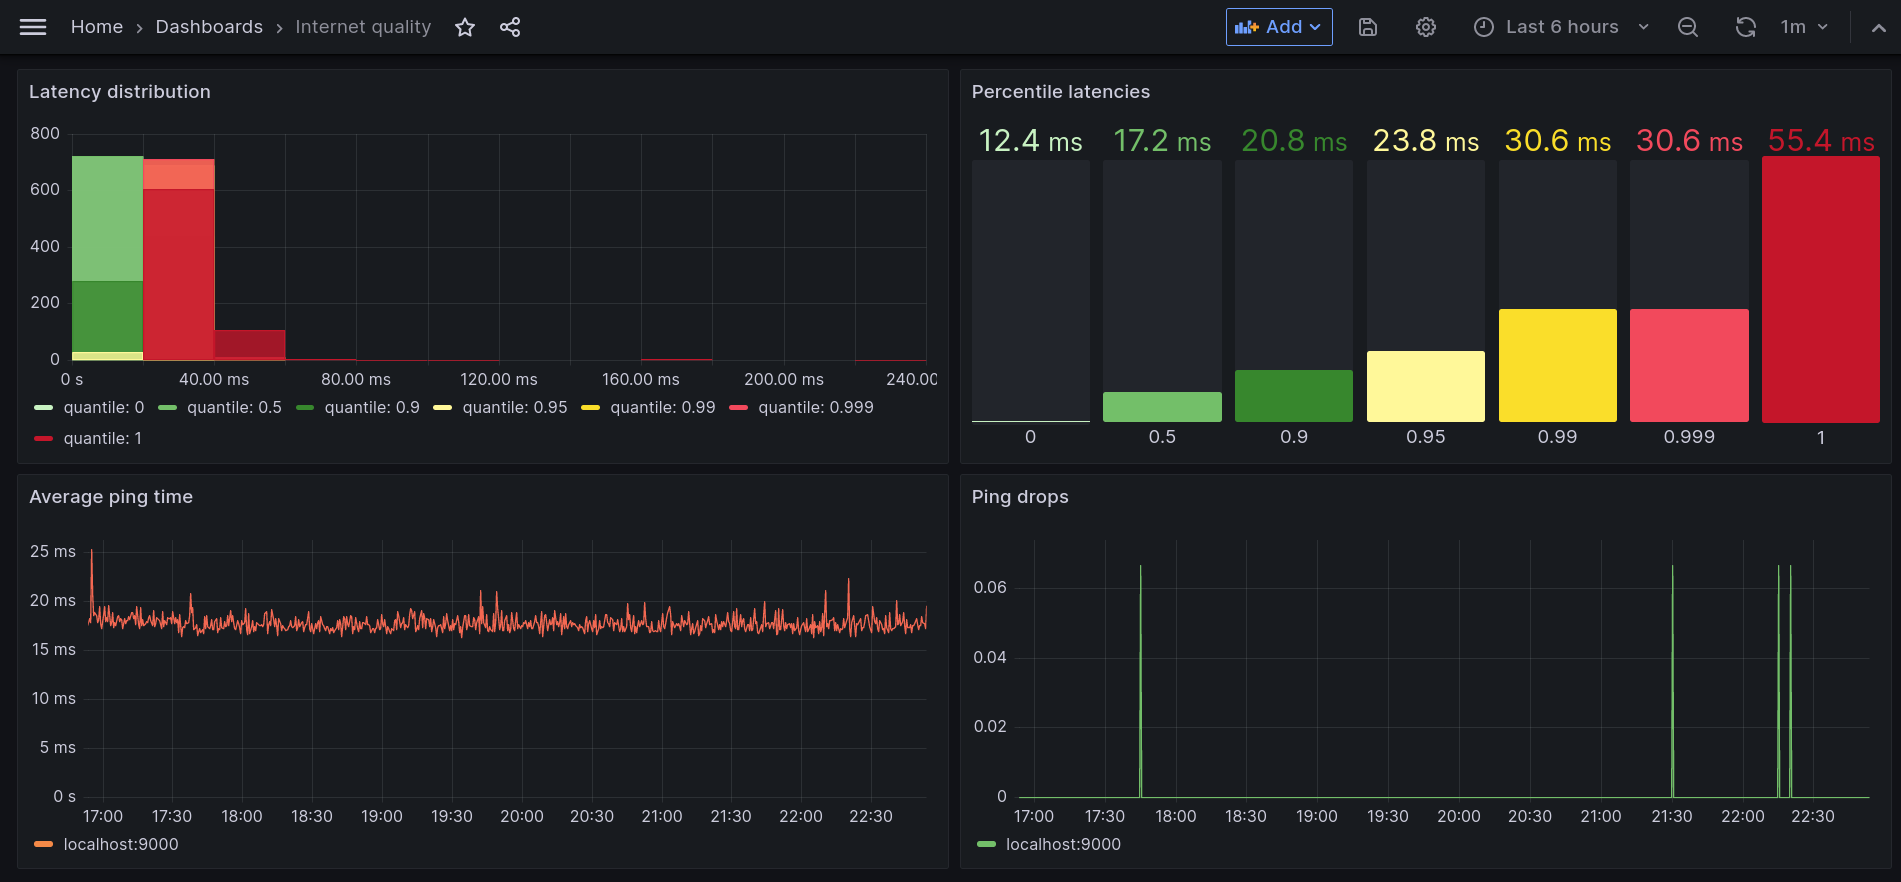 Home › Dashboards › Internet quality
Add
Last 6 hours
1m
Latency distribution
800
600
400
200
0
0 s 40.00 ms 80.00 ms 120.00 ms 160.00 ms 200.00 ms 240.00
quantile: 0 quantile: 0.5 quantile: 0.9 quantile: 0.95 quantile: 0.99 quantile: 0.999
quantile: 1
Percentile latencies
12.4 ms 17.2 ms 20.8 ms 23.8 ms 30.6 ms 30.6 ms 55.4 ms
0 0.5 0.9 0.95 0.99 0.999 1
Average ping time
25 ms
20 ms
15 ms
10 ms
5 ms
0 s
17:00 17:30 18:00 18:30 19:00 19:30 20:00 20:30 21:00 21:30 22:00 22:30
localhost:9000
Ping drops
0.06
0.04
0.02
0
17:00 17:30 18:00 18:30 19:00 19:30 20:00 20:30 21:00 21:30 22:00 22:30
localhost:9000